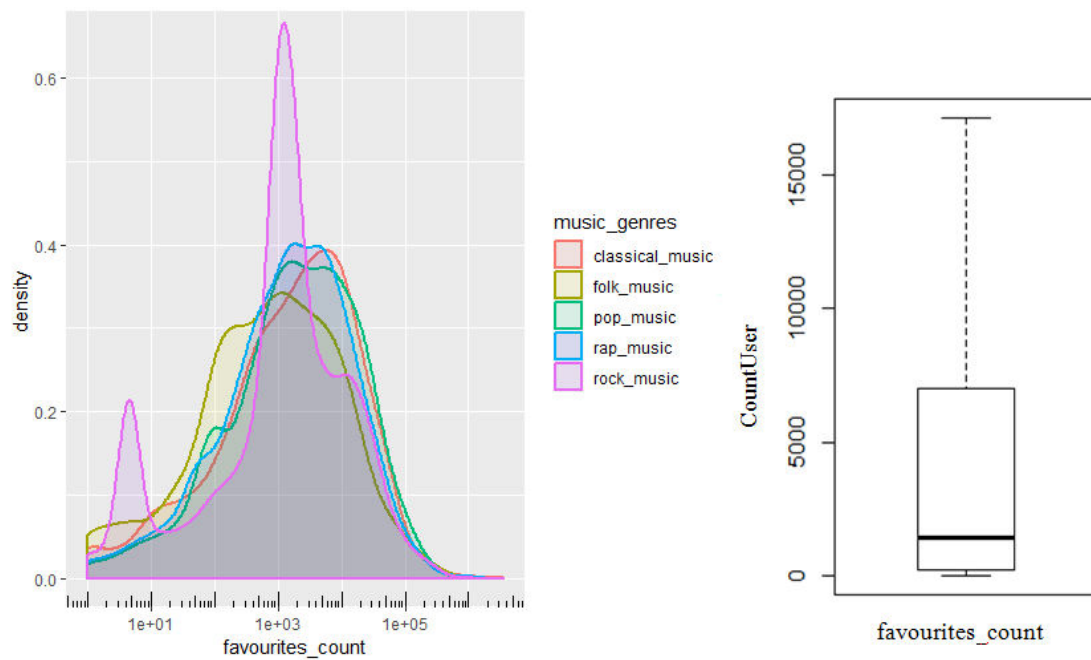 0.6
0.4
0.2
0.0
density
1e+01 1e+03 1e+05
favourites_count
music_genres
classical_music
folk_music
pop_music
rap_music
rock_music
15000
10000
5000
0
CountUser
favourites_count